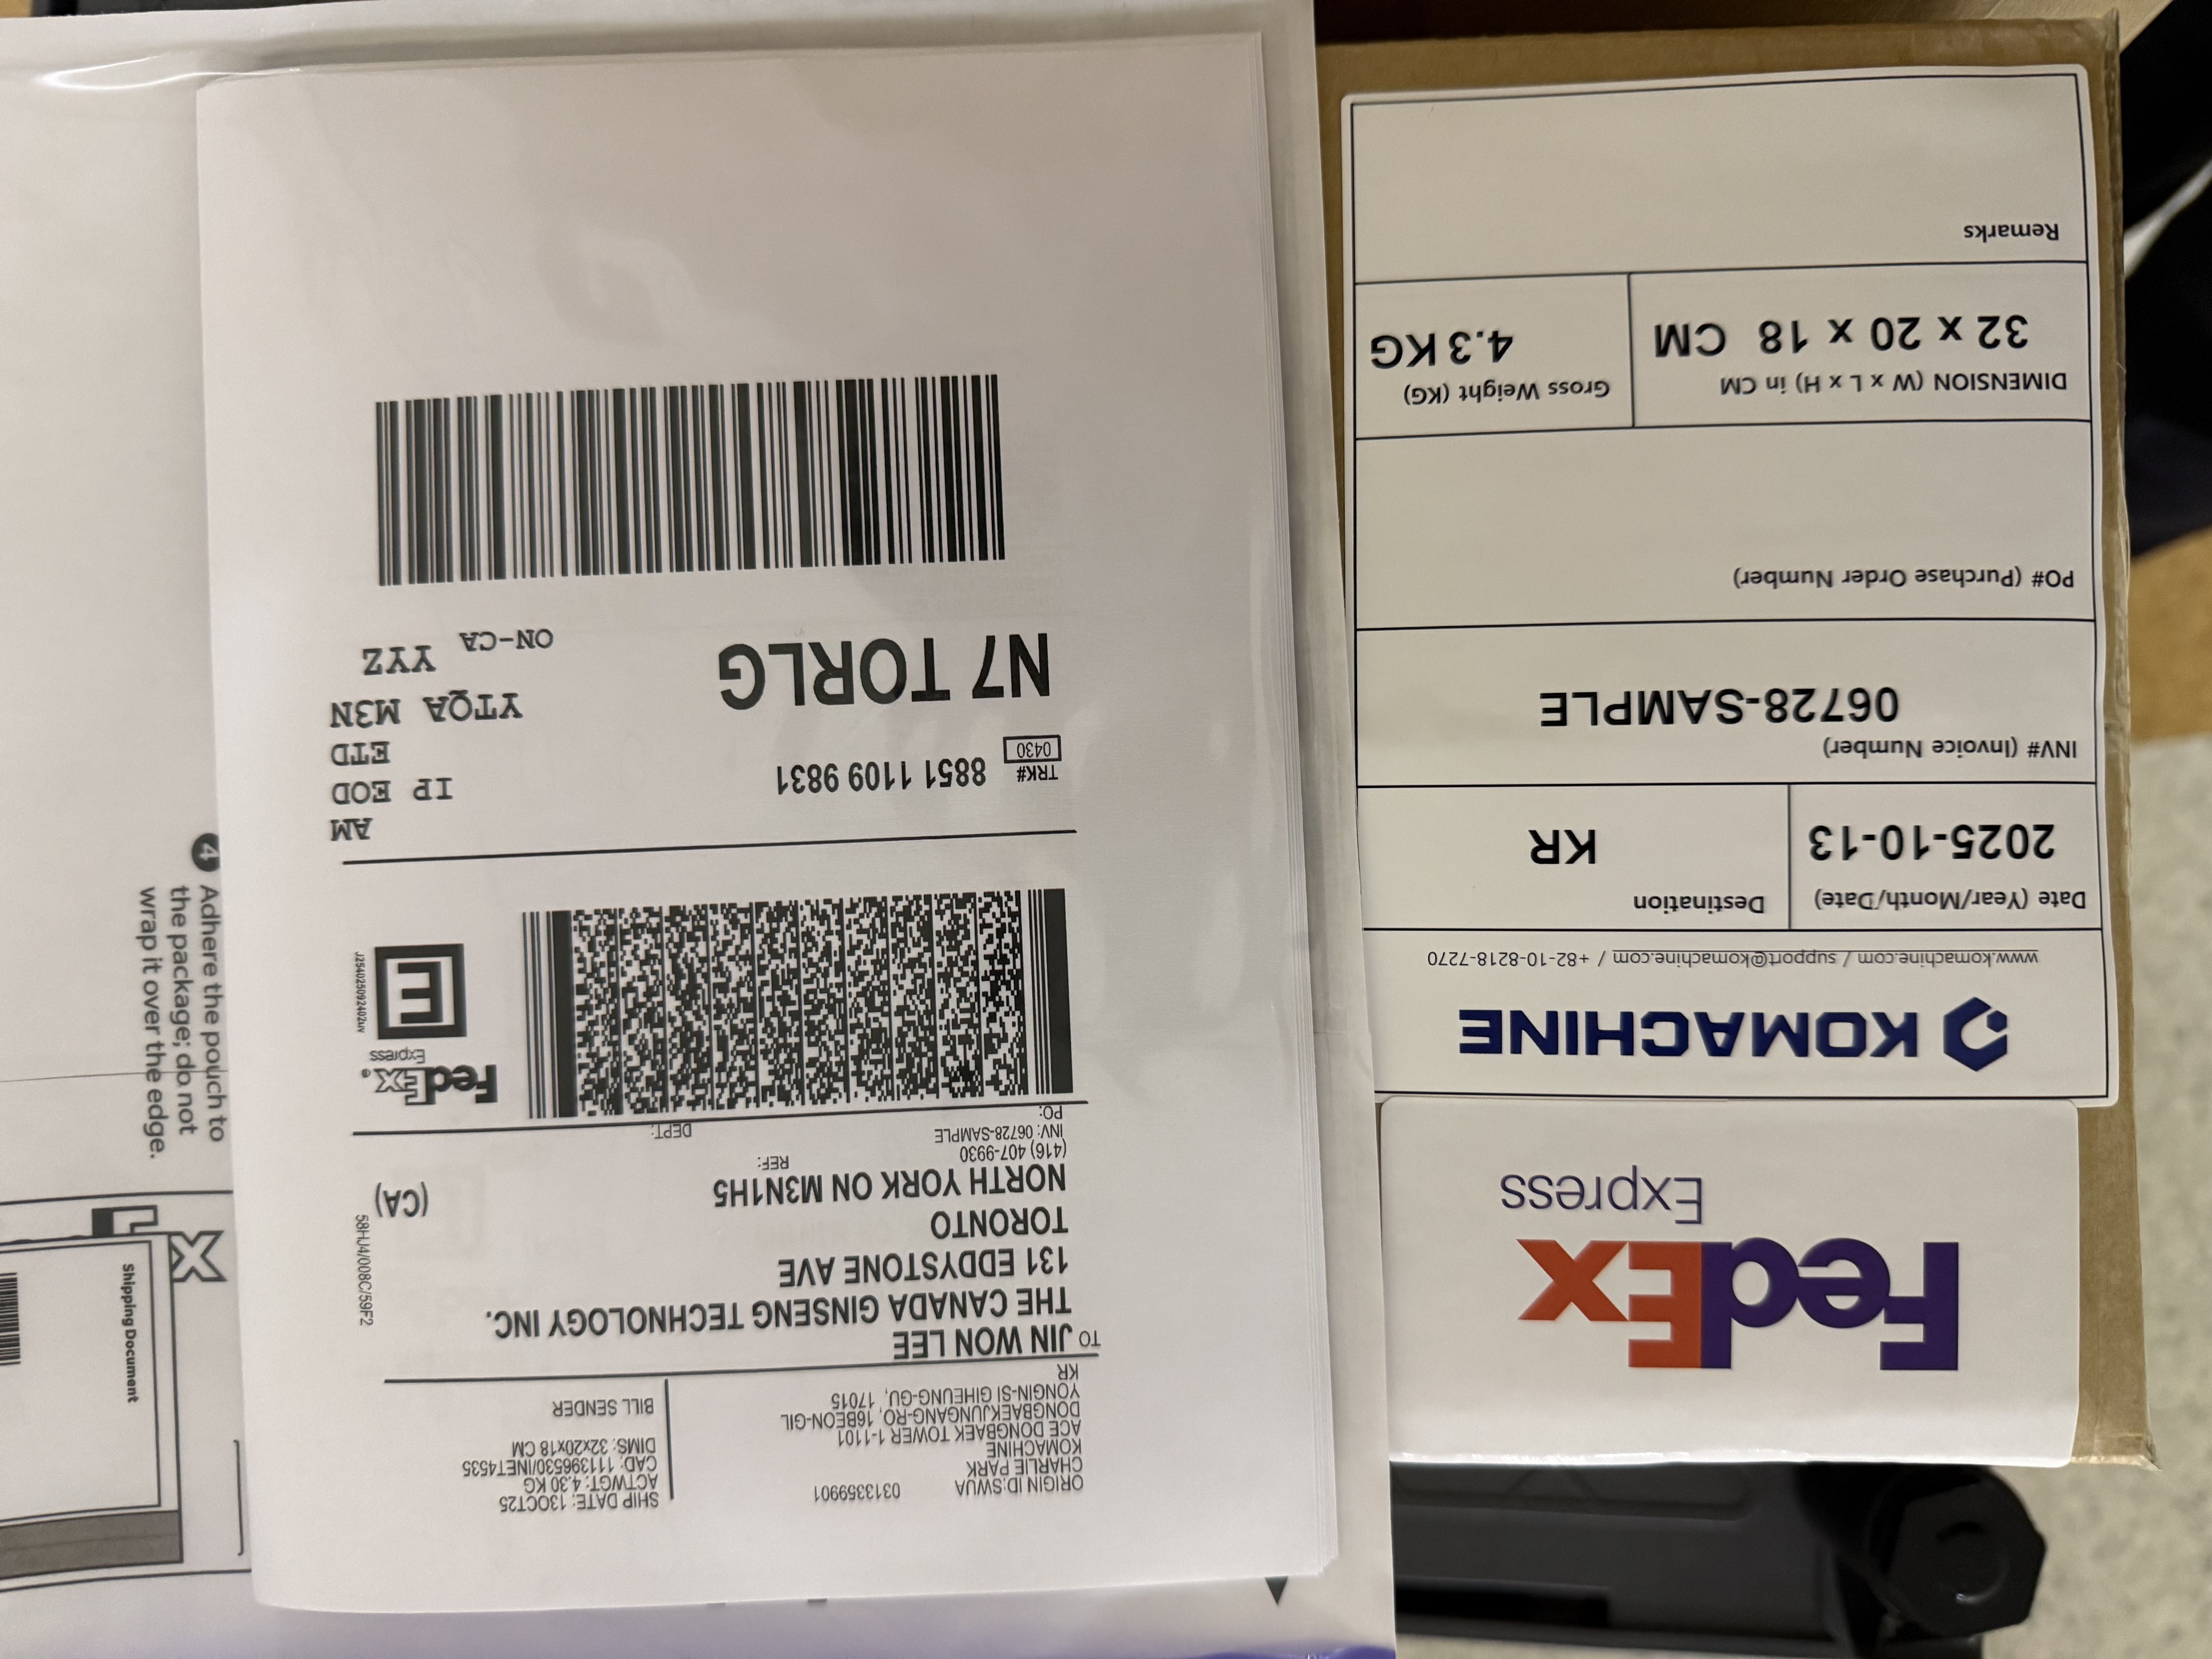 ORIGIN ID:SWUA 0313359901
CHARLIE PARK
KOMACHINE
ACE DONGBAEK TOWER 1-1101
DONGBAEKJUNGANG-RO, 16BEON-GIL
YONGIN-SI GIHEUNG-GU, 17015
KR
SHIP DATE: 13OCT25
ACTWGT: 4.30 KG
CAD: 111396530/INET4535
DIMS: 32x20x18 CM
BILL SENDER
TO JIN WON LEE
THE CANADA GINSENG TECHNOLOGY INC.
131 EDDYSTONE AVE
TORONTO
NORTH YORK ON M3N1H5
(CA)
(416) 407-9930 REF:
INV: 06728-SAMPLE
PO: DEPT:
58HJ4/008C/59F2
FedEx
Express
E
J254025092402uv
TRK# 8851 1109 9831
0430
AM
IP EOD
ETD
N7 TORLG
YTQA M3N
ON-CA YYZ
FedEx
Express
KOMACHINE
www.komachine.com / support@komachine.com / +82-10-8218-7270
Date (Year/Month/Date)
2025-10-13
Destination
KR
INV# (Invoice Number)
06728-SAMPLE
PO# (Purchase Order Number)
DIMENSION (W x L x H) in CM
32 x 20 x 18 CM
Gross Weight (KG)
4.3 KG
Remarks
4 Adhere the pouch to
the package; do not
wrap it over the edge.
Shipping Document
Ex